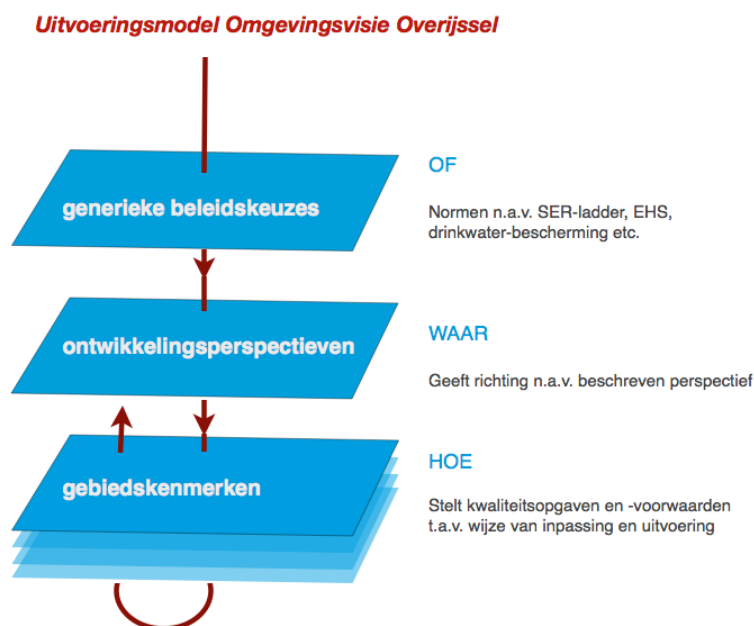 Uitvoeringsmodel Omgevingsvisie Overijssel
generieke beleidskeuzes
OF
Normen n.a.v. SER-ladder, EHS,
drinkwater-bescherming etc.
ontwikkelingsperspectieven
WAAR
Geeft richting n.a.v. beschreven perspectief
gebiedskenmerken
HOE
Stelt kwaliteitsopgaven en -voorwaarden
t.a.v. wijze van inpassing en uitvoering